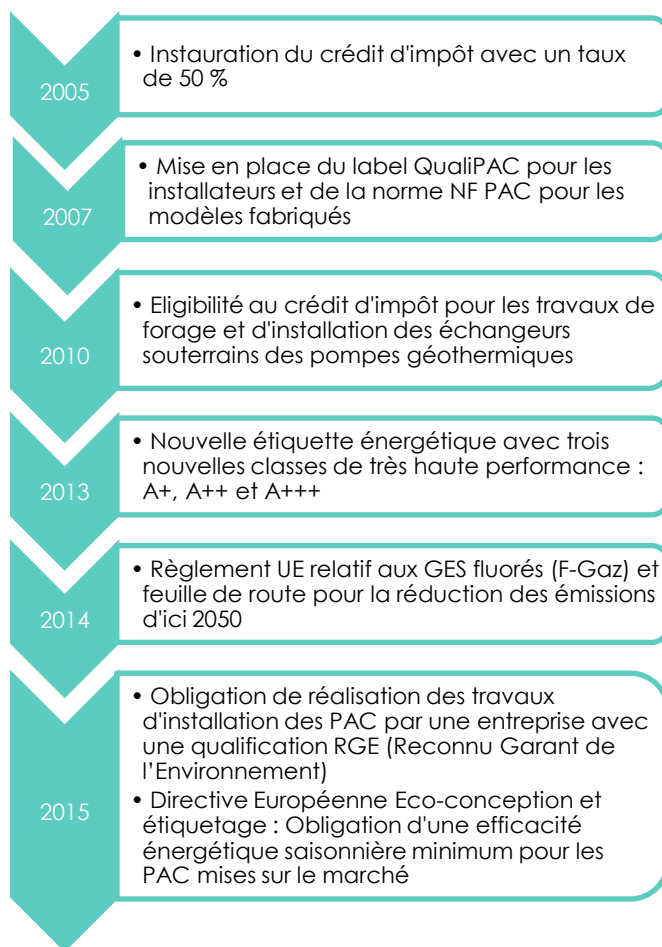 2005
• Instauration du crédit d'impôt avec un taux
de 50 %
2007
• Mise en place du label QualiPAC pour les
installateurs et de la norme NF PAC pour les
modèles fabriqués
2010
• Eligibilité au crédit d'impôt pour les travaux de
forage et d'installation des échangeurs
souterrains des pompes géothermiques
2013
• Nouvelle étiquette énergétique avec trois
nouvelles classes de très haute performance :
A+, A++ et A+++
2014
• Règlement UE relatif aux GES fluorés (F-Gaz) et
feuille de route pour la réduction des émissions
d'ici 2050
2015
• Obligation de réalisation des travaux
d'installation des PAC par une entreprise avec
une qualification RGE (Reconnu Garant de
l’Environnement)
• Directive Européenne Eco-conception et
étiquetage : Obligation d'une efficacité
énergétique saisonnière minimum pour les
PAC mises sur le marché